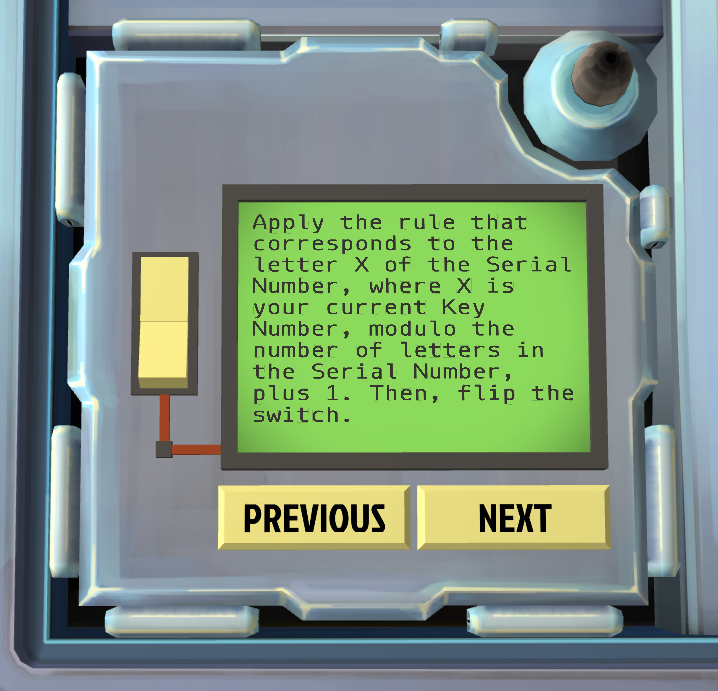 Apply the rule that
corresponds to the
letter X of the Serial
Number, where X is
your current Key
Number, modulo the
number of letters in
the Serial Number,
plus 1. Then, flip the
switch.
PREVIOUS
NEXT